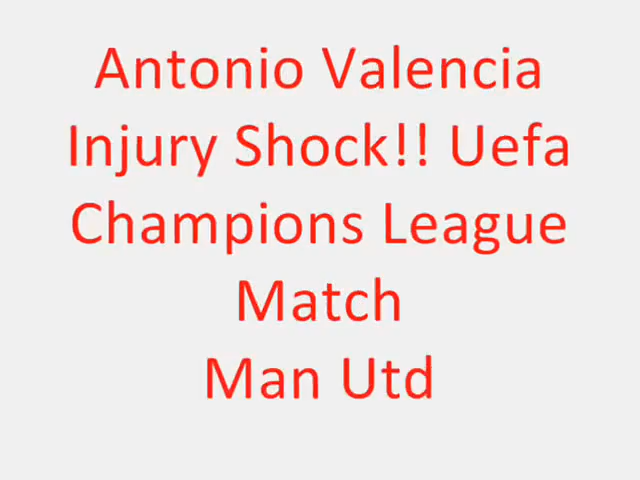 Antonio Valencia
Injury Shock!! Uefa
Champions League
Match
Man Utd